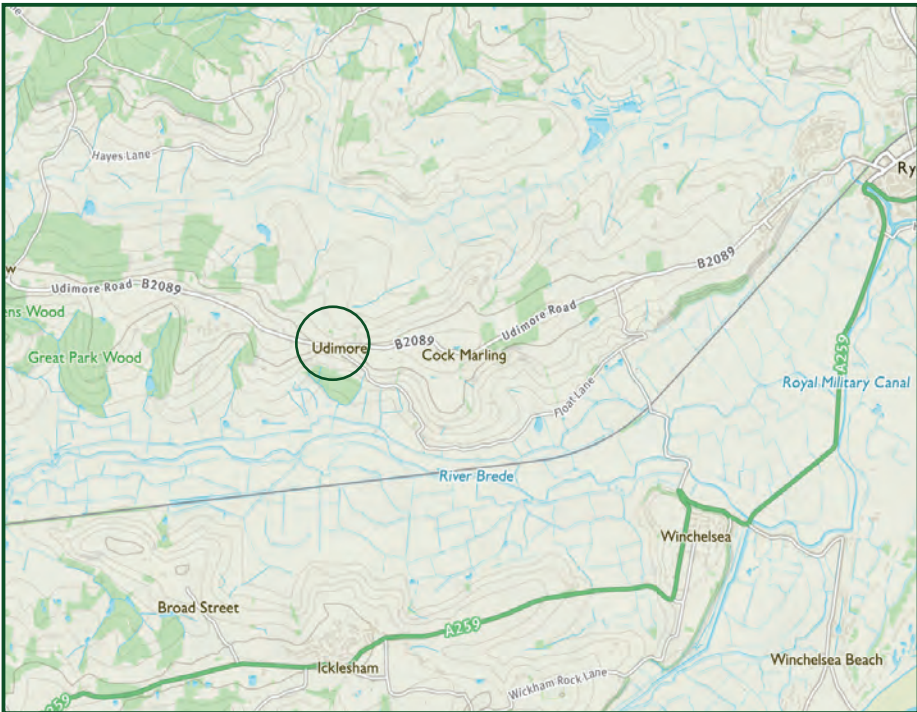 Hayes Lane
Ry
Udimore Road B2089
ens Wood
Great Park Wood
Udimore
B2089
Cock Marling
Udimore Road
B2089
Float Lane
A259
Royal Military Canal
River Brede
Winchelsea
Broad Street
A259
Icklesham
Winchelsea Beach
Wickham Rock Lane